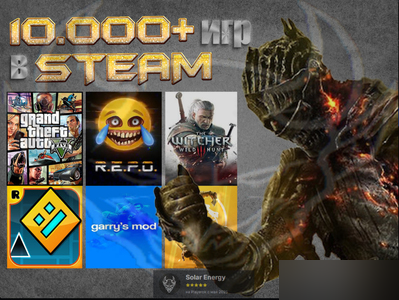 10.000+ игр
в STEAM
grand
theft
auto
V
R.E.P.O.
THE
WITCHER
WILD HUNT
R
garry's mod
Solar Energy